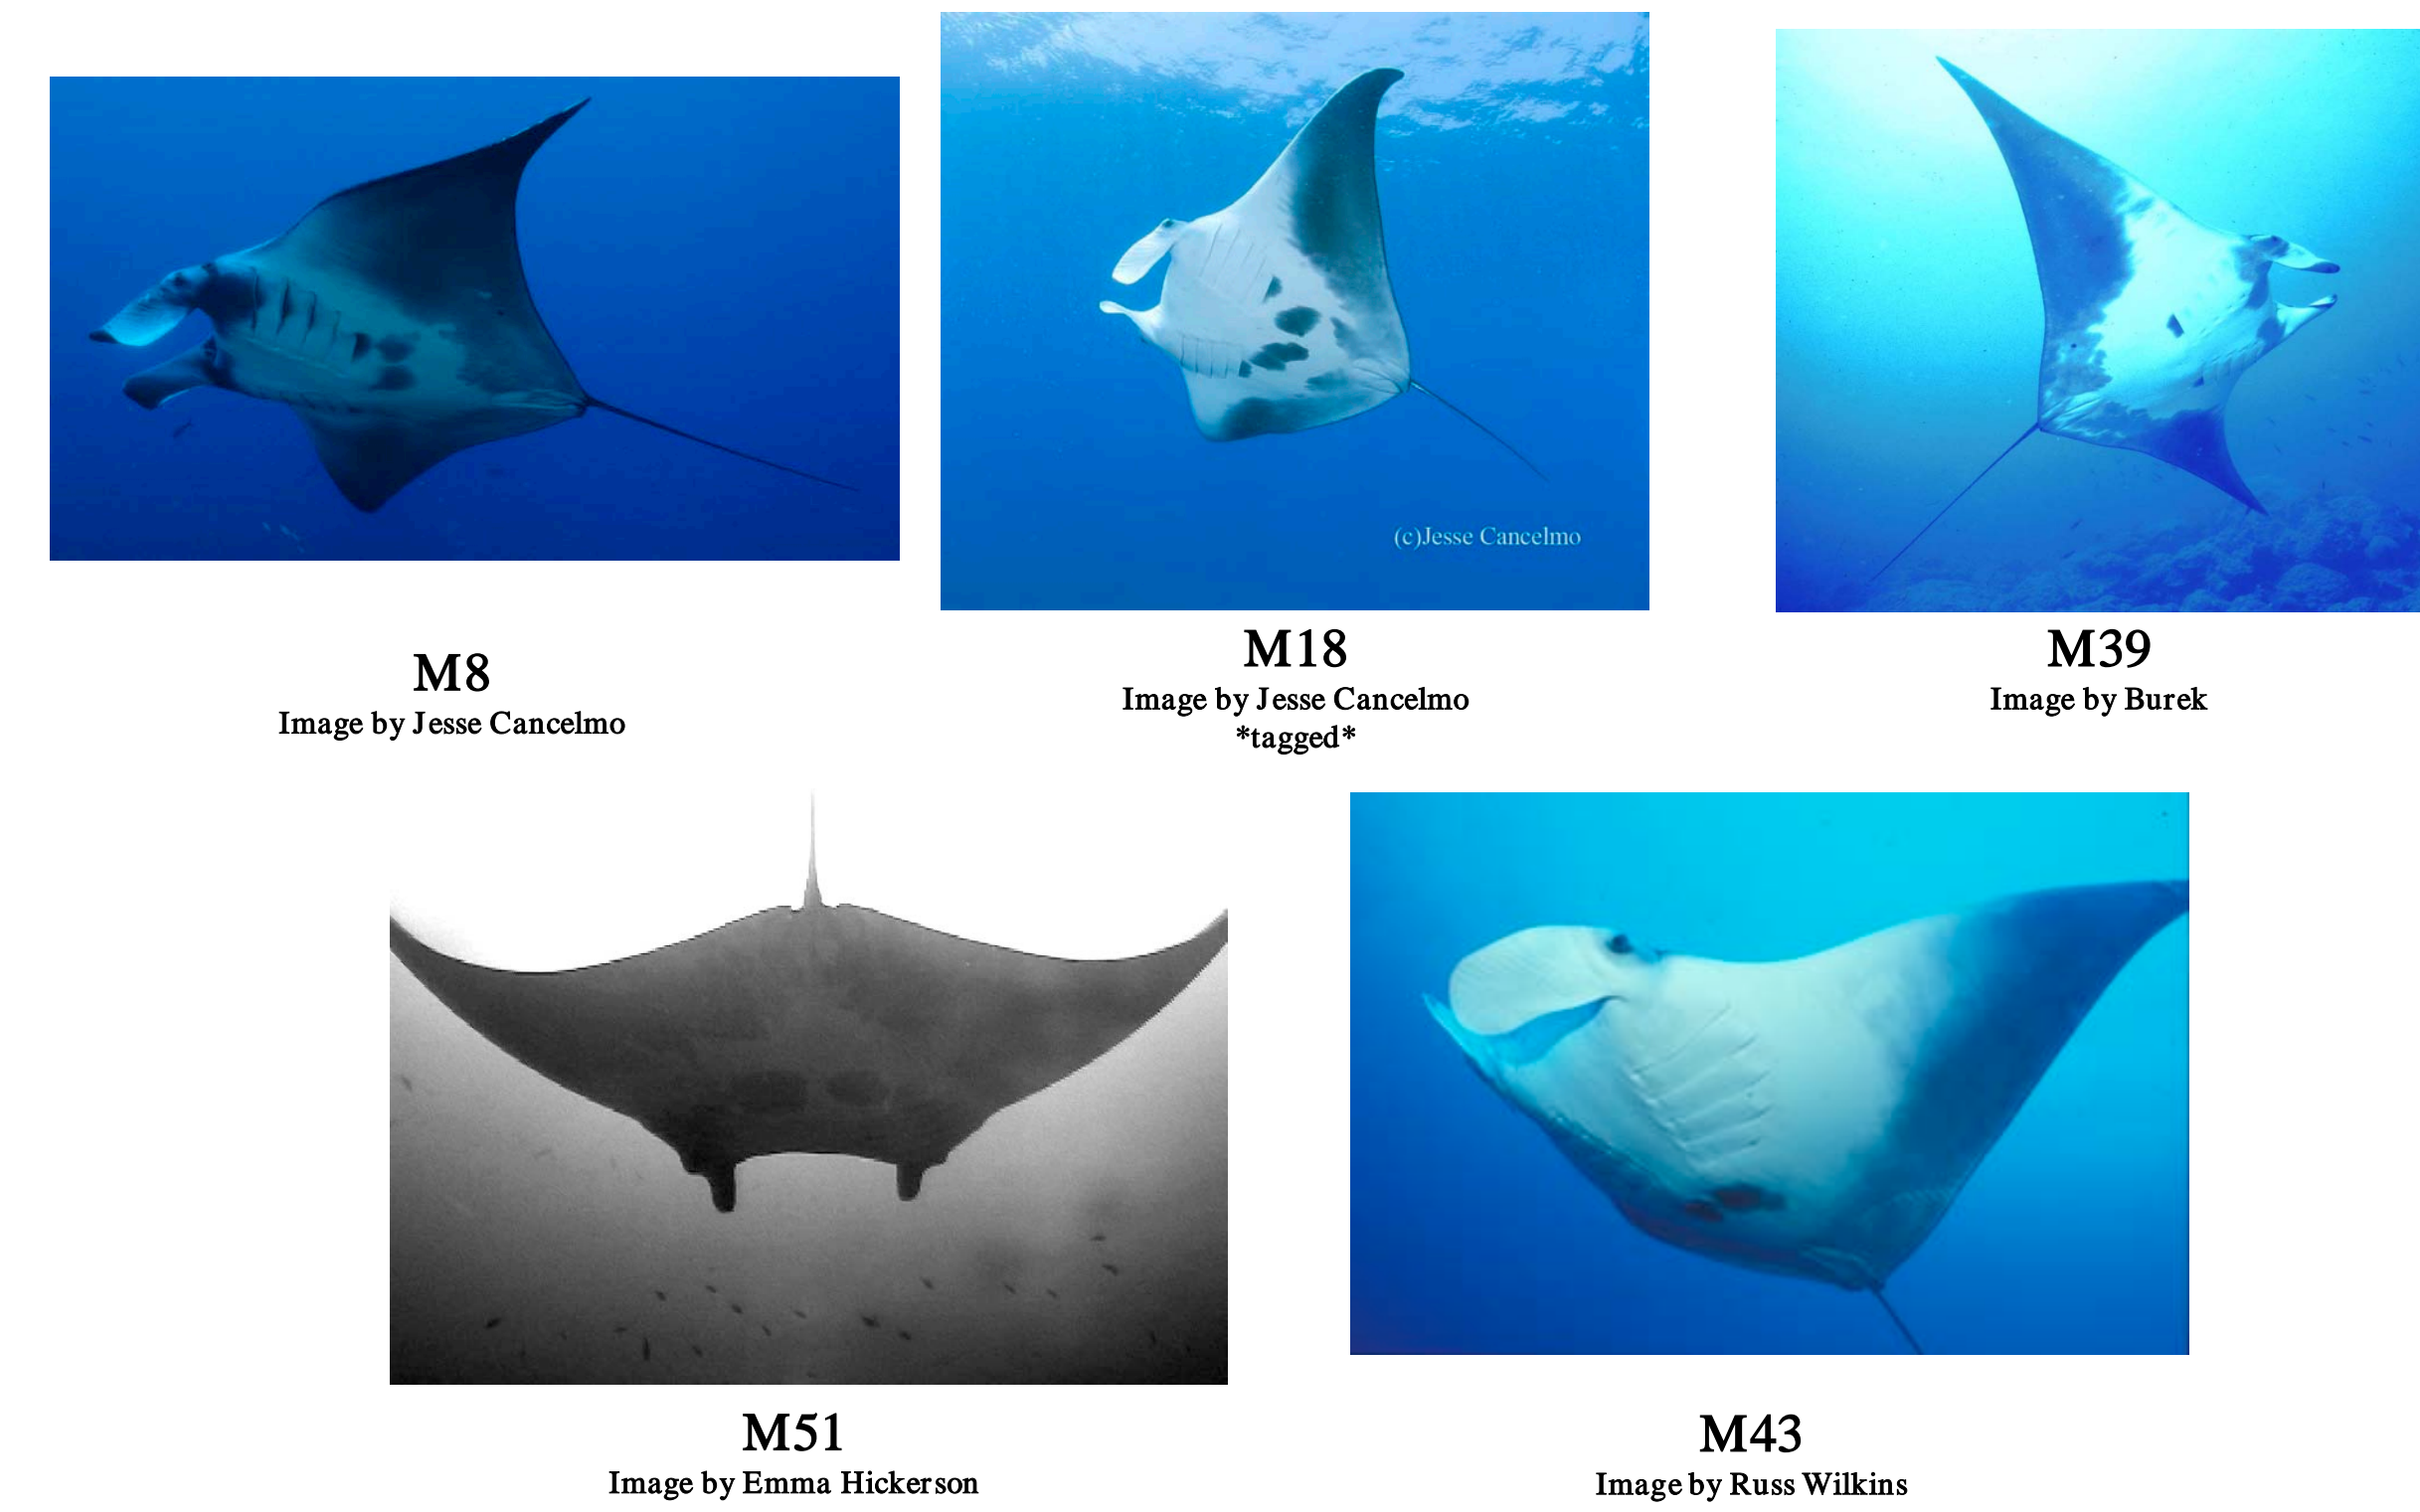 (c)Jesse Cancelmo
M8
Image by Jesse Cancelmo
M18
Image by Jesse Cancelmo
*tagged*
M39
Image by Burek
M51
Image by Emma Hickerson
M43
Image by Russ Wilkins